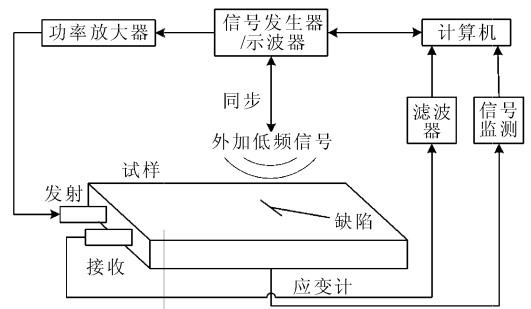 功率放大器
信号发生器
/示波器
计算机
同步
滤波
器
信号
监测
外加低频信号
试样
发射
缺陷
接收
应变计